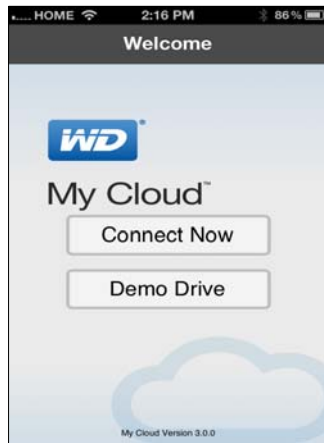 ..... HOME 2:16 PM 86%
Welcome
WD
My Cloud™
Connect Now
Demo Drive
My Cloud Version 3.0.0